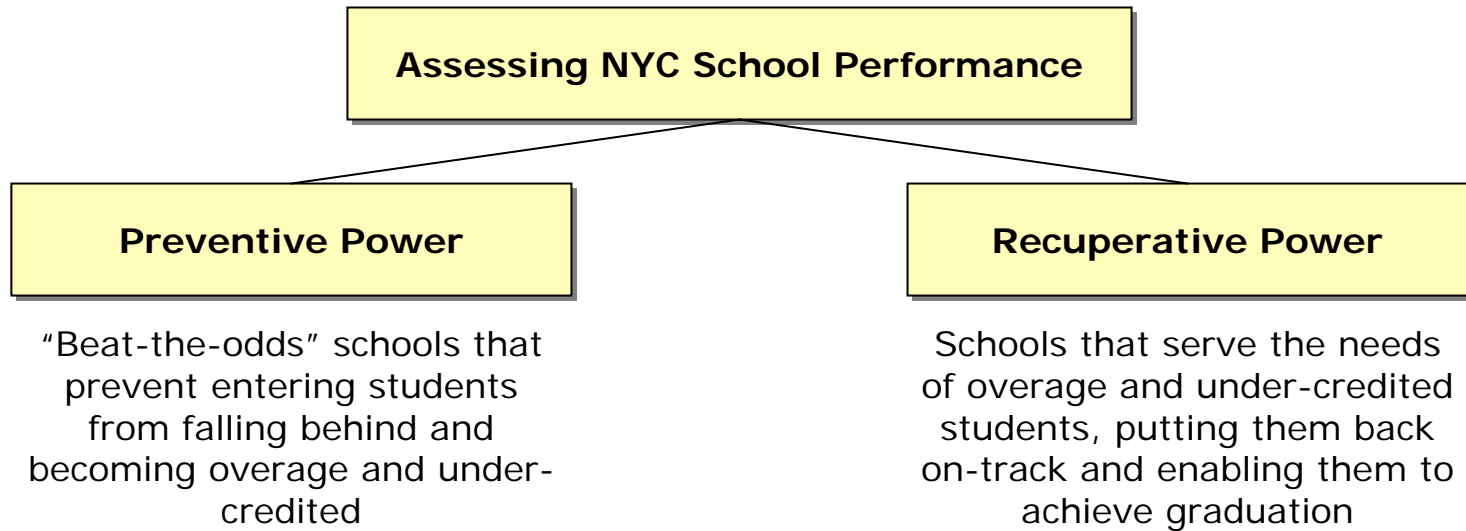 Assessing NYC School Performance
Preventive Power
“Beat-the-odds” schools that
prevent entering students
from falling behind and
becoming overage and under-
credited
Recuperative Power
Schools that serve the needs
of overage and under-credited
students, putting them back
on-track and enabling them to
achieve graduation